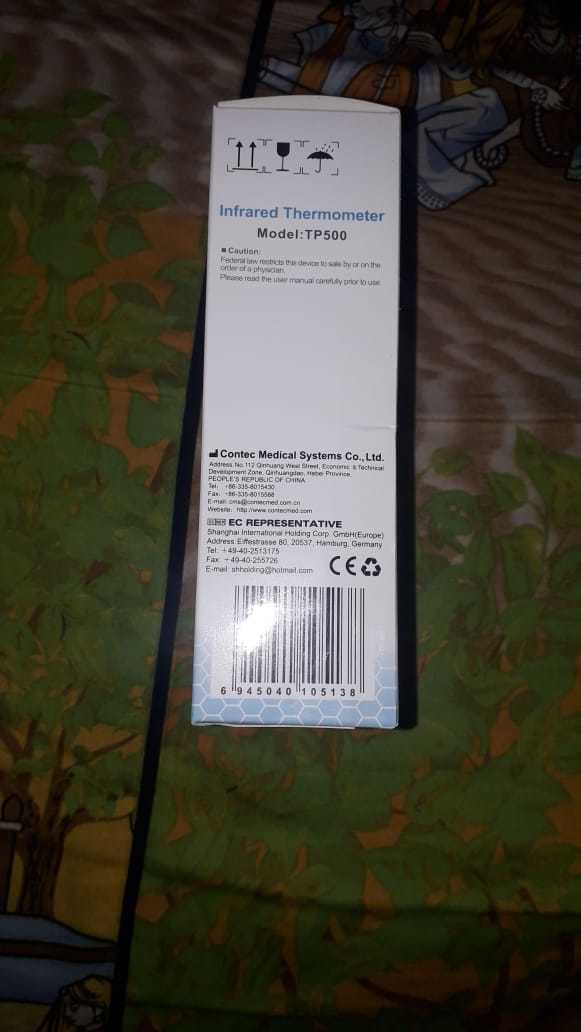 Infrared Thermometer
Model:TP500
Caution:
Federal law restricts this device to sale by or on the
order of a physician.
Please read the user manual carefully prior to use.
Contec Medical Systems Co., Ltd.
Address: No.112 Qinhuang West Street, Economic & Technical
Development Zone, Qinhuangdao, Hebei Province,
PEOPLE'S REPUBLIC OF CHINA
Tel: +86-335-8015430
Fax: +86-335-8015588
E-mail: cms@contecmed.com.cn
Website: http://www.contecmed.com
EC REPRESENTATIVE
Shanghai International Holding Corp. GmbH(Europe)
Address:Eiffestrasse 80, 20537, Hamburg, Germany
Tel: +49-40-2513175
Fax: +49-40-255726
E-mail: shholding@hotmail.com
CE
6 945040 105138